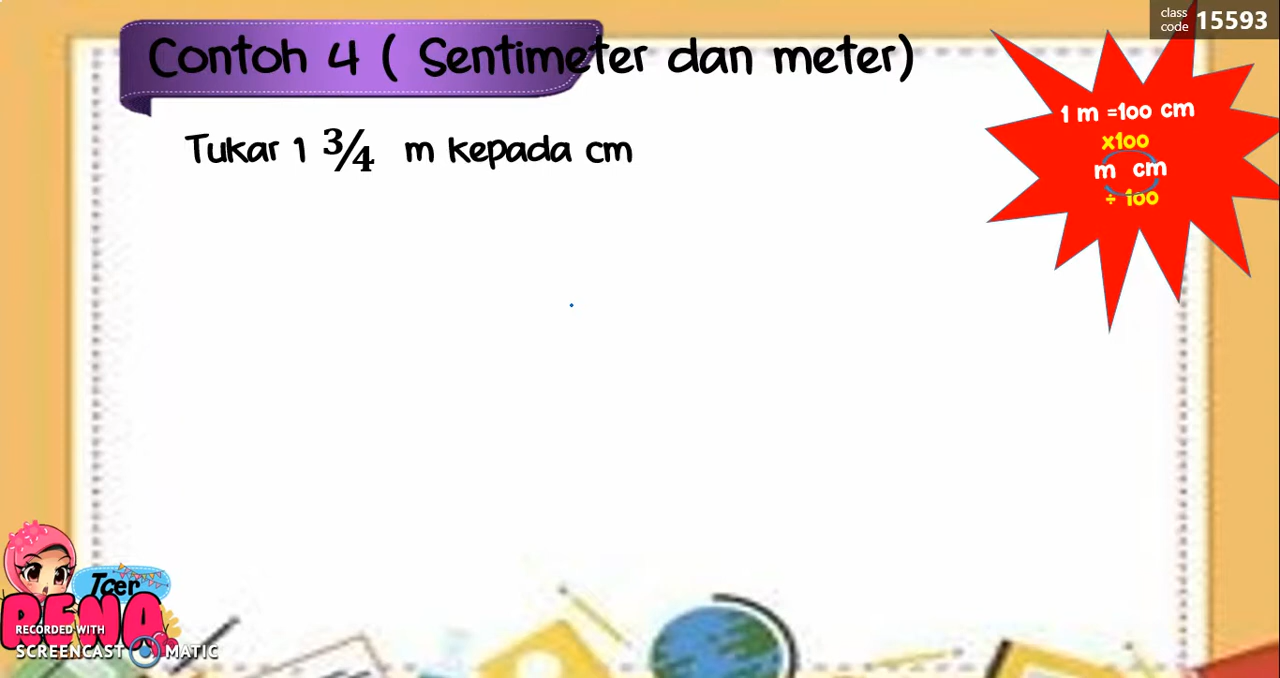 class code 15593
Contoh 4 ( Sentimeter dan meter)
Tukar 1 ¾ m kepada cm
1 m =100 cm
x100
m cm
÷ 100
Tcer
RENA
RECORDED WITH
SCREENCAST MATIC